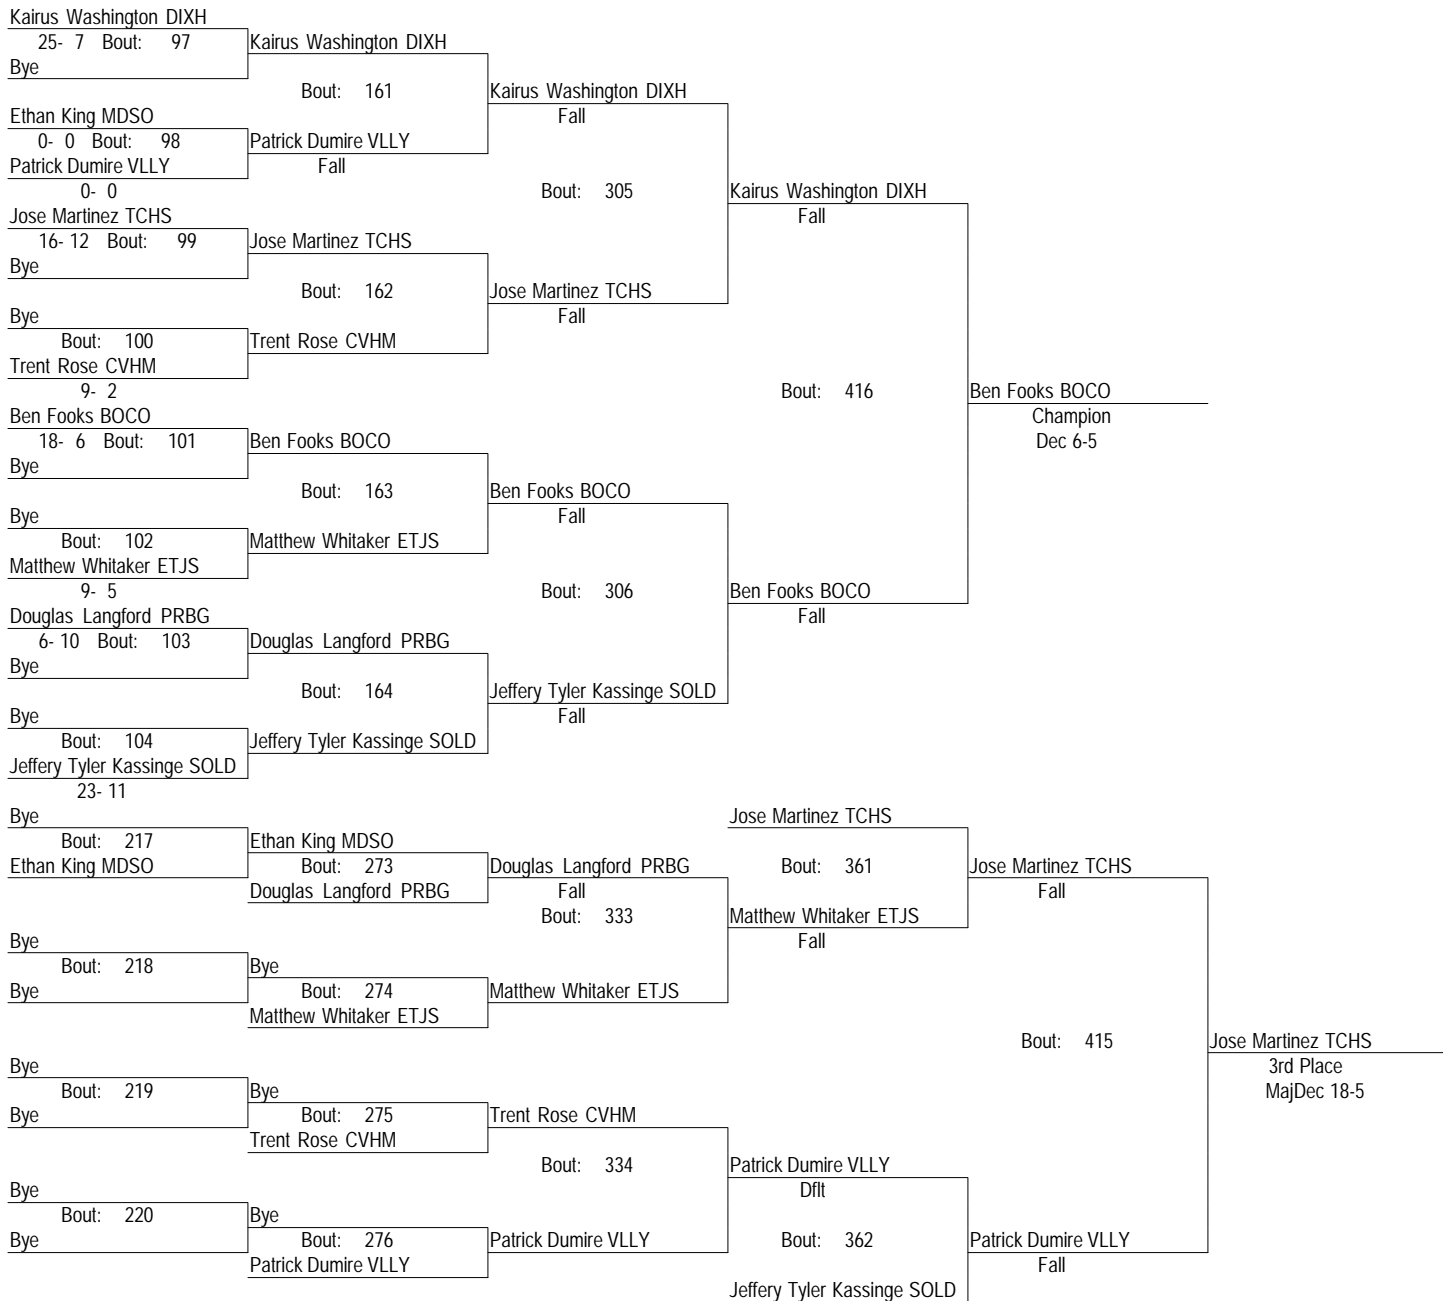 Kairus Washington DIXH
25- 7 Bout: 97
Kairus Washington DIXH
Bye
Bout: 161
Kairus Washington DIXH
Fall
Ethan King MDSO
0- 0 Bout: 98
Patrick Dumire VLLY
Patrick Dumire VLLY
Fall
0- 0
Bout: 305
Kairus Washington DIXH
Fall
Jose Martinez TCHS
16- 12 Bout: 99
Jose Martinez TCHS
Bye
Bout: 162
Jose Martinez TCHS
Fall
Bye
Bout: 100
Trent Rose CVHM
Trent Rose CVHM
9- 2
Bout: 416
Ben Fooks BOCO
Champion
Dec 6-5
Ben Fooks BOCO
18- 6 Bout: 101
Ben Fooks BOCO
Bye
Bout: 163
Ben Fooks BOCO
Fall
Bye
Bout: 102
Matthew Whitaker ETJS
Matthew Whitaker ETJS
9- 5
Bout: 306
Ben Fooks BOCO
Fall
Douglas Langford PRBG
6- 10 Bout: 103
Douglas Langford PRBG
Bye
Bout: 164
Jeffery Tyler Kassinge SOLD
Fall
Bye
Bout: 104
Jeffery Tyler Kassinge SOLD
Jeffery Tyler Kassinge SOLD
23- 11
Bye
Bout: 217
Ethan King MDSO
Ethan King MDSO
Bout: 273
Douglas Langford PRBG
Douglas Langford PRBG
Fall
Bout: 333
Jose Martinez TCHS
Bout: 361
Jose Martinez TCHS
Fall
Matthew Whitaker ETJS
Fall
Bye
Bout: 218
Bye
Bye
Bout: 274
Matthew Whitaker ETJS
Matthew Whitaker ETJS
Bout: 415
Jose Martinez TCHS
3rd Place
MajDec 18-5
Bye
Bout: 219
Bye
Bye
Bout: 275
Trent Rose CVHM
Trent Rose CVHM
Bout: 334
Patrick Dumire VLLY
Dflt
Bye
Bout: 220
Bye
Bye
Bout: 276
Patrick Dumire VLLY
Patrick Dumire VLLY
Bout: 362
Patrick Dumire VLLY
Fall
Jeffery Tyler Kassinge SOLD